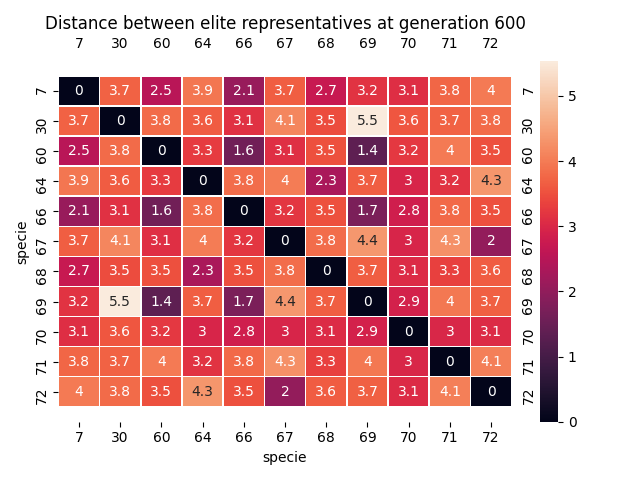 Distance between elite representatives at generation 600
7 30 60 64 66 67 68 69 70 71 72
7 0 3.7 2.5 3.9 2.1 3.7 2.7 3.2 3.1 3.8 4 7
30 3.7 0 3.8 3.6 3.1 4.1 3.5 5.5 3.6 3.7 3.8 30
60 2.5 3.8 0 3.3 1.6 3.1 3.5 1.4 3.2 4 3.5 60
64 3.9 3.6 3.3 0 3.8 4 2.3 3.7 3 3.2 4.3 64
66 2.1 3.1 1.6 3.8 0 3.2 3.5 1.7 2.8 3.8 3.5 66
67 3.7 4.1 3.1 4 3.2 0 3.8 4.4 3 4.3 2 67
68 2.7 3.5 3.5 2.3 3.5 3.8 0 3.7 3.1 3.3 3.6 68
69 3.2 5.5 1.4 3.7 1.7 4.4 3.7 0 2.9 4 3.7 69
70 3.1 3.6 3.2 3 2.8 3 3.1 2.9 0 3 3.1 70
71 3.8 3.7 4 3.2 3.8 4.3 3.3 4 3 0 4.1 71
72 4 3.8 3.5 4.3 3.5 2 3.6 3.7 3.1 4.1 0 72
7 30 60 64 66 67 68 69 70 71 72
specie
specie
5
4
3
2
1
0